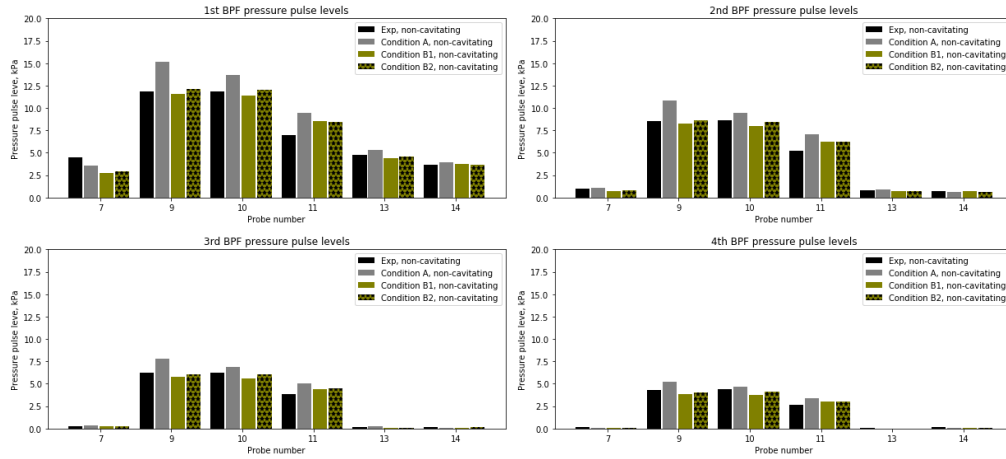 1st BPF pressure pulse levels
20.0
17.5
15.0
12.5
10.0
7.5
5.0
2.5
0.0
Pressure pulse leve, kPa
Exp, non-cavitating
Condition A, non-cavitating
Condition B1, non-cavitating
Condition B2, non-cavitating
7 9 10 11 13 14
Probe number
2nd BPF pressure pulse levels
20.0
17.5
15.0
12.5
10.0
7.5
5.0
2.5
0.0
Pressure pulse leve, kPa
Exp, non-cavitating
Condition A, non-cavitating
Condition B1, non-cavitating
Condition B2, non-cavitating
7 9 10 11 13 14
Probe number
3rd BPF pressure pulse levels
20.0
17.5
15.0
12.5
10.0
7.5
5.0
2.5
0.0
Pressure pulse leve, kPa
Exp, non-cavitating
Condition A, non-cavitating
Condition B1, non-cavitating
Condition B2, non-cavitating
7 9 10 11 13 14
Probe number
4th BPF pressure pulse levels
20.0
17.5
15.0
12.5
10.0
7.5
5.0
2.5
0.0
Pressure pulse leve, kPa
Exp, non-cavitating
Condition A, non-cavitating
Condition B1, non-cavitating
Condition B2, non-cavitating
7 9 10 11 13 14
Probe number